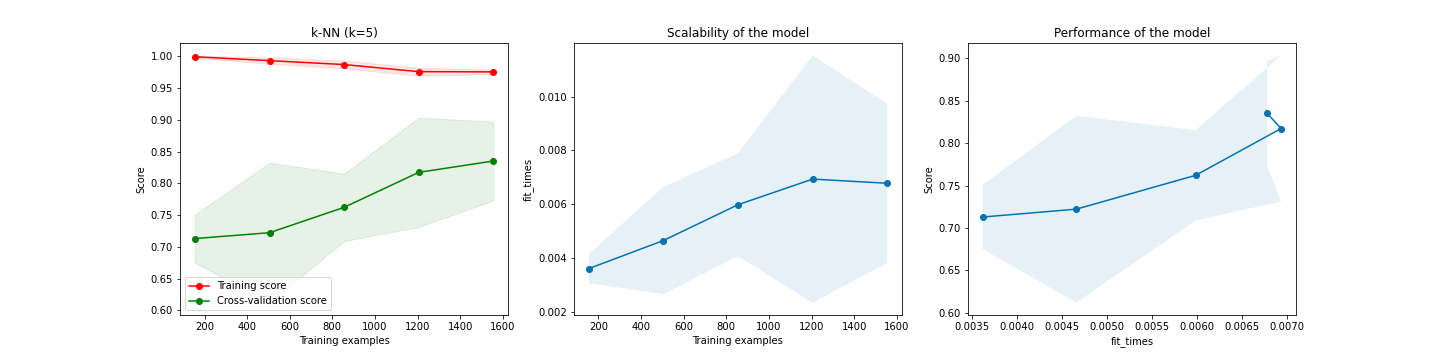 k-NN (k=5)
Score
1.00
0.95
0.90
0.85
0.80
0.75
0.70
0.65
0.60
Training score
Cross-validation score
200 400 600 800 1000 1200 1400 1600
Training examples
Scalability of the model
fit_times
0.010
0.008
0.006
0.004
0.002
200 400 600 800 1000 1200 1400 1600
Training examples
Performance of the model
Score
0.90
0.85
0.80
0.75
0.70
0.65
0.60
0.0035 0.0040 0.0045 0.0050 0.0055 0.0060 0.0065 0.0070
fit_times